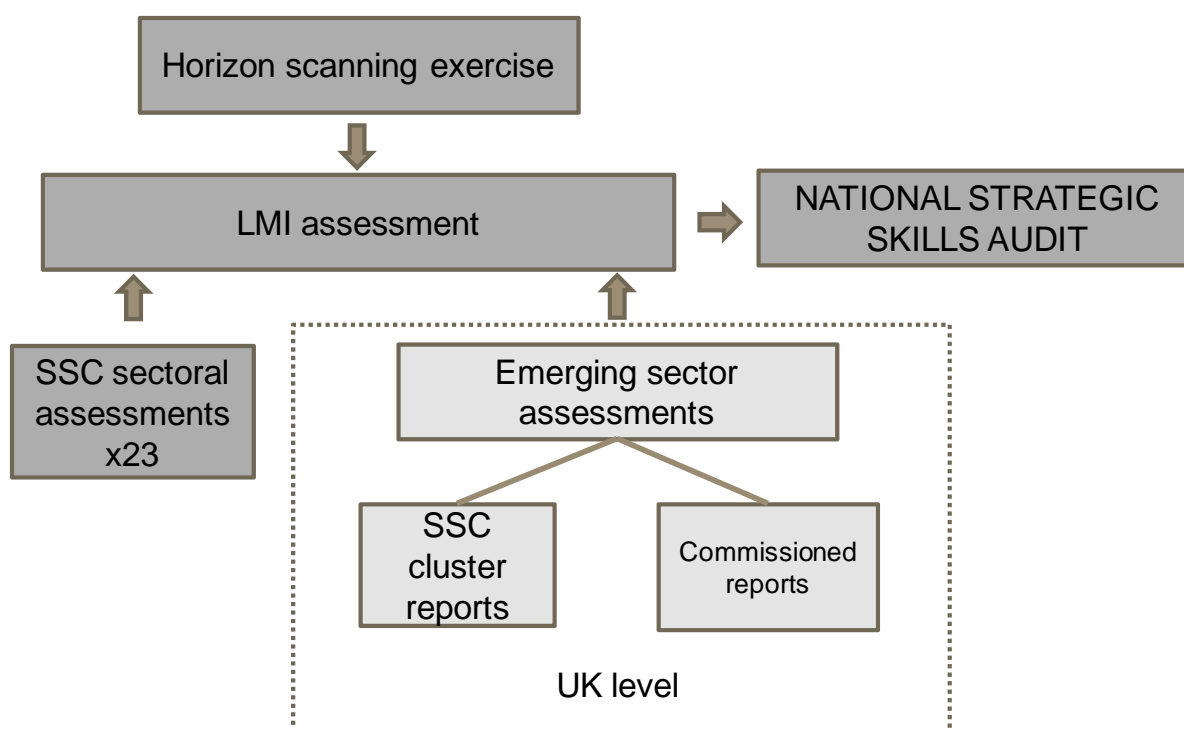 Horizon scanning exercise
LMI assessment
NATIONAL STRATEGIC
SKILLS AUDIT
SSC sectoral
assessments
x23
Emerging sector
assessments
SSC
cluster
reports
Commissioned
reports
UK level